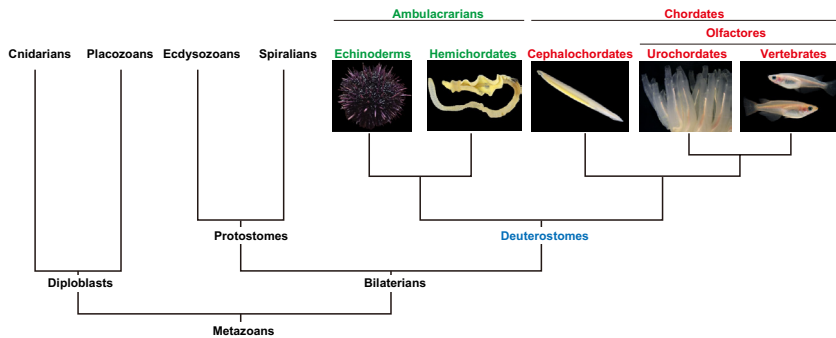 Ambulacrarians
Chordates
Olfactores
Cnidarians
Placozoans
Ecdysozoans
Spiralians
Echinoderms
Hemichordates
Cephalochordates
Urochordates
Vertebrates
Protostomes
Deuterostomes
Diploblasts
Bilaterians
Metazoans